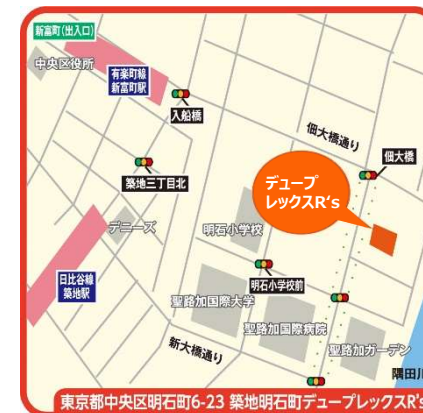 新富町(出入口)
中央区役所
有楽町線
新富町駅
入船橋
佃大橋通り
佃大橋
築地三丁目北
デュープ
レックスR's
デニーズ
明石小学校
日比谷線
築地駅
明石小学校前
聖路加国際大学
聖路加国際病院
新大橋通り
聖路加ガーデン
隅田川
東京都中央区明石町6-23 築地明石町デュープレックスR's